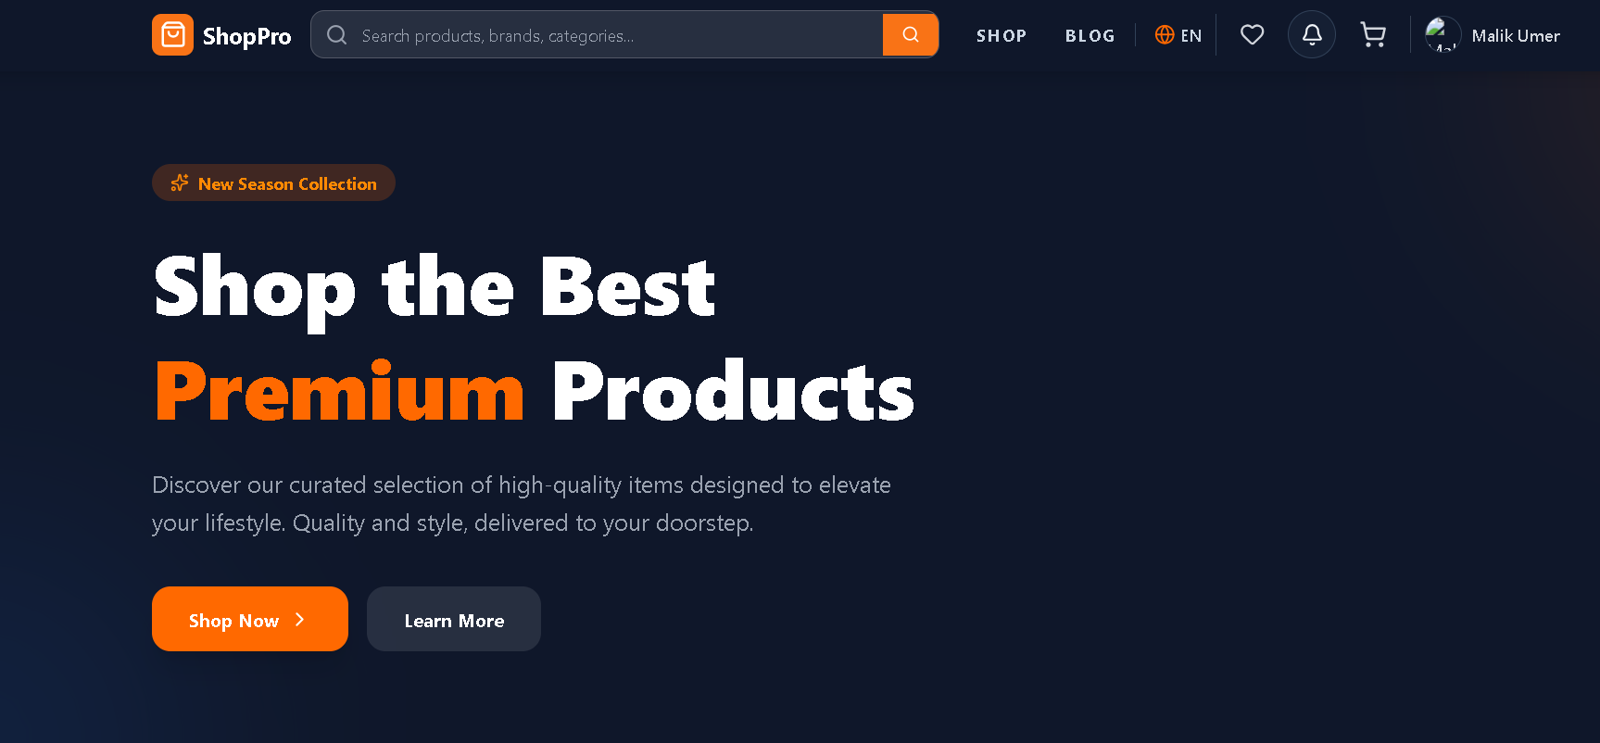 ShopPro
Search products, brands, categories...
SHOP
BLOG
EN
Malik Umer
New Season Collection
Shop the Best
Premium Products
Discover our curated selection of high-quality items designed to elevate
your lifestyle. Quality and style, delivered to your doorstep.
Shop Now
Learn More